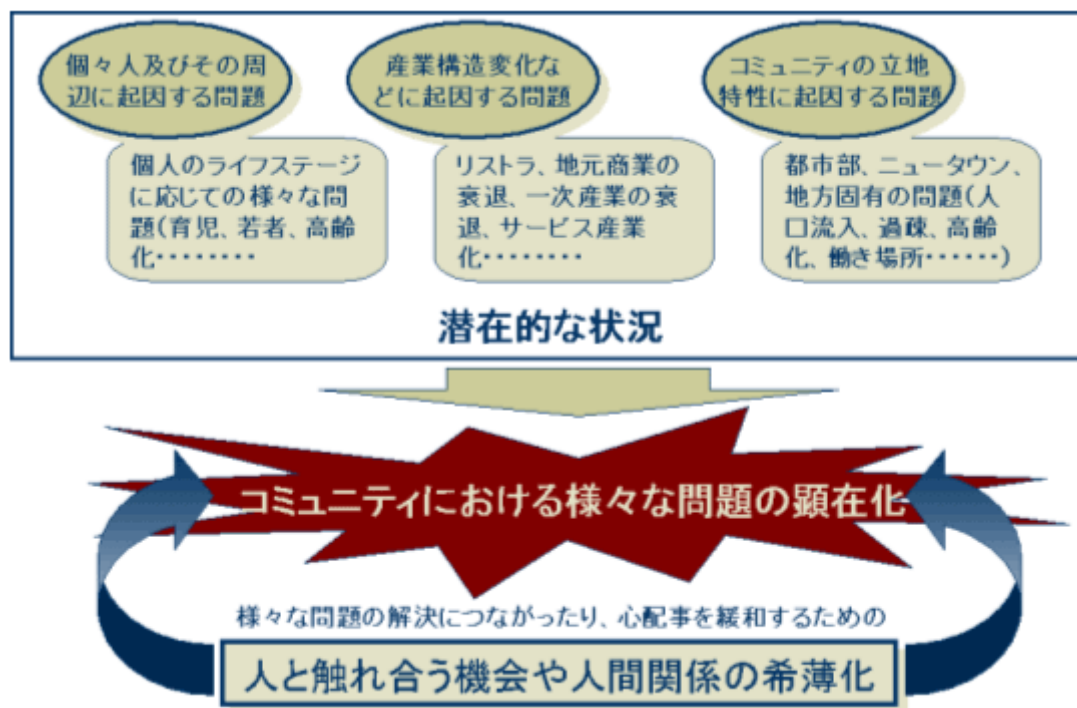 個々人及びその周
辺に起因する問題
産業構造変化な
どに起因する問題
コミュニティの立地
特性に起因する問題
個人のライフステージ
に応じての様々な問
題(育児、若者、高齢
化・・・・・・・・
リストラ、地元商業の
衰退、一次産業の衰
退、サービス産業
化・・・・・・・・
都市部、ニュータウン、
地方固有の問題(人
口流入、過疎、高齢
化、働き場所・・・・・・)
潜在的な状況
コミュニティにおける様々な問題の顕在化
様々な問題の解決につながったり、心配事を緩和するための
人と触れ合う機会や人間関係の希薄化